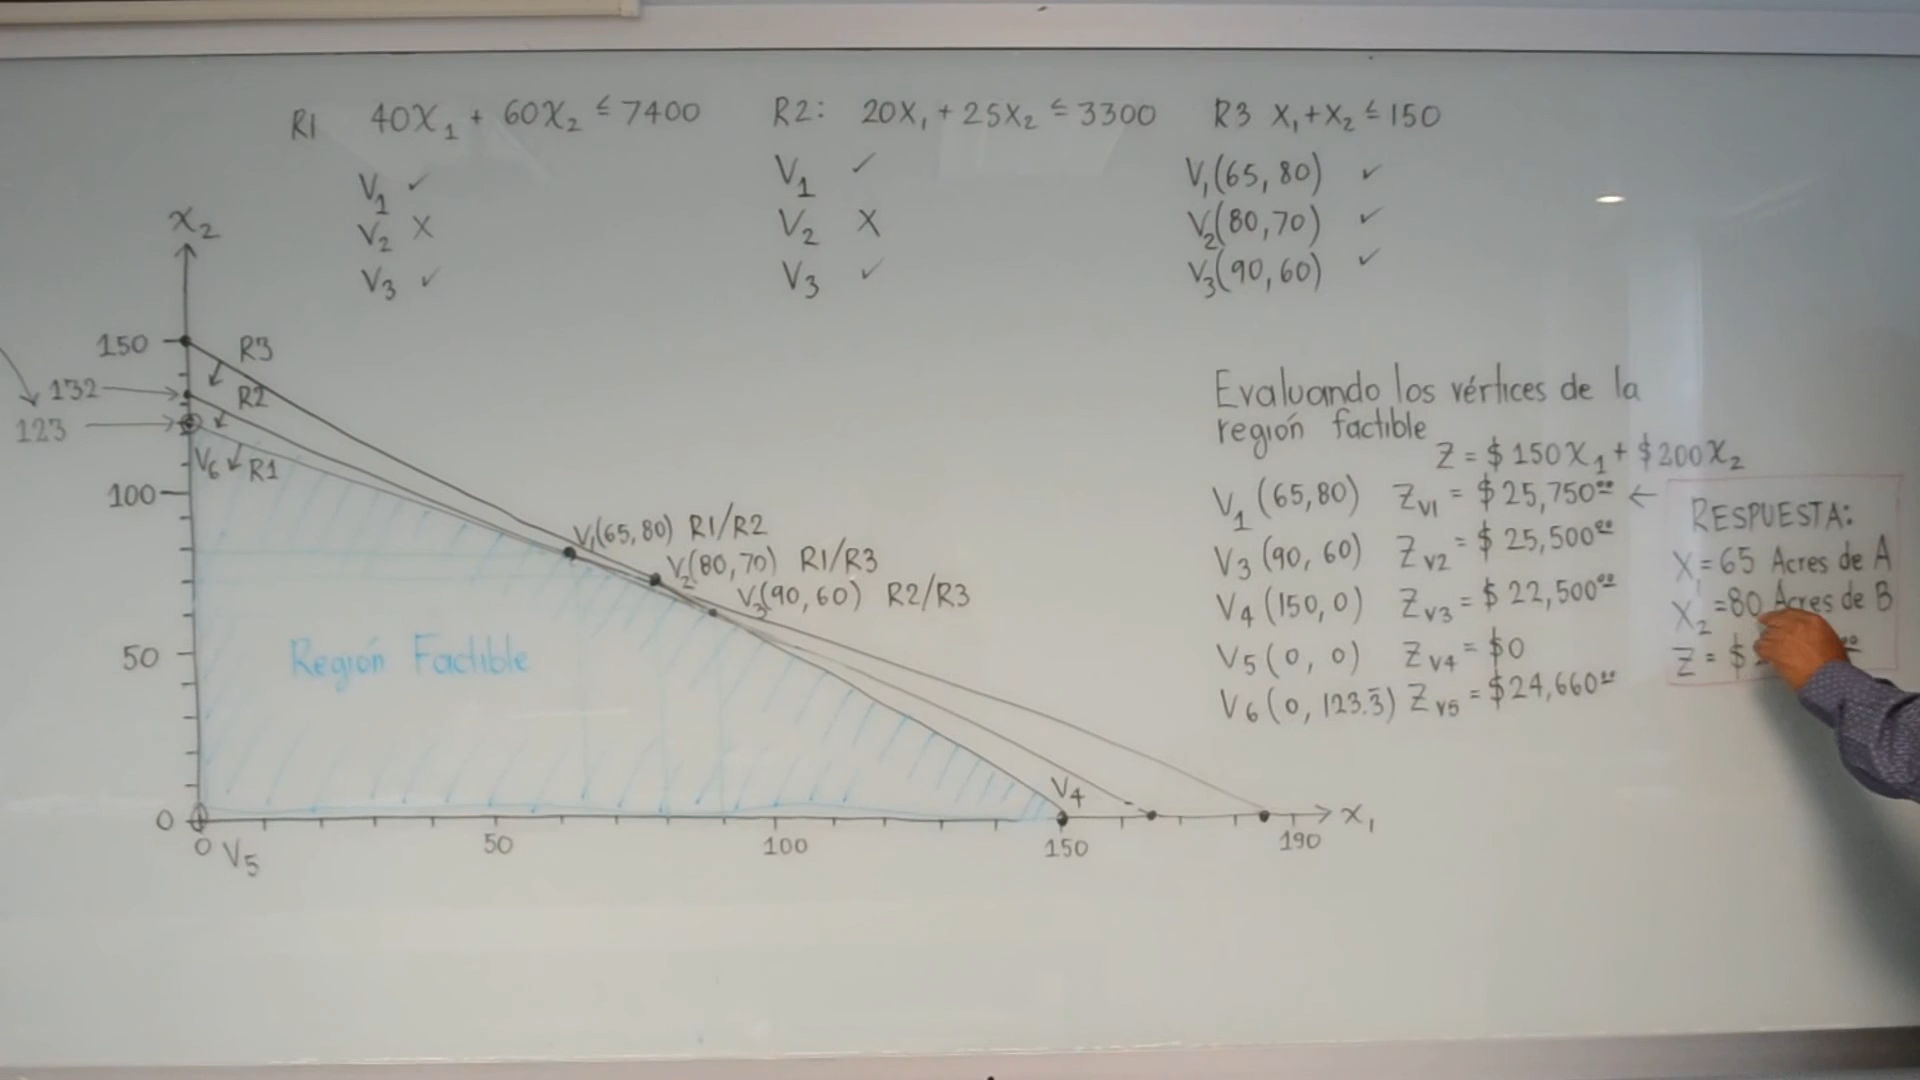 R1 40X₁ + 60X₂ ≤ 7400
R2: 20X₁ + 25X₂ ≤ 3300
R3 X₁+X₂ ≤ 150
V₁ ✓
V₂ X
V₃ ✓
V₁ ✓
V₂ X
V₃ ✓
V₁(65, 80) ✓
V₂(80,70) ✓
V₃(90,60) ✓
X₂
150
R3
132
R2
123
V₆
R1
100
V₁(65,80) R1/R2
V₂(80,70) R1/R3
V₃(90,60) R2/R3
50
Región Factible
V₄
0
X₁
0
V₅
50
100
150
190
Evaluando los vértices de la
región factible
Z = $150X₁ + $200X₂
V₁ (65,80) Zv1 = $25,750.⁰⁰ ←
V₃ (90, 60) Zv2 = $25,500.⁰⁰
V₄ (150, 0) Zv3 = $22,500.⁰⁰
V₅ (0, 0) Zv4 = $0
V₆ (0, 123.3̄) Zv5 = $24,660.⁰⁰
RESPUESTA:
X₁=65 Acres de A
X₂=80 Acres de B
Z = $